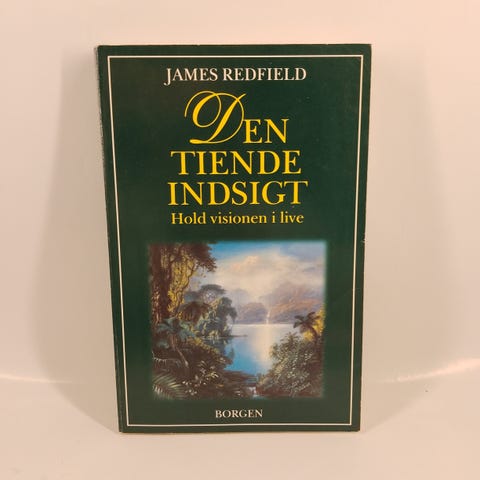 JAMES REDFIELD
DEN
TIENDE
INDSIGT
Hold visionen i live
BORGEN